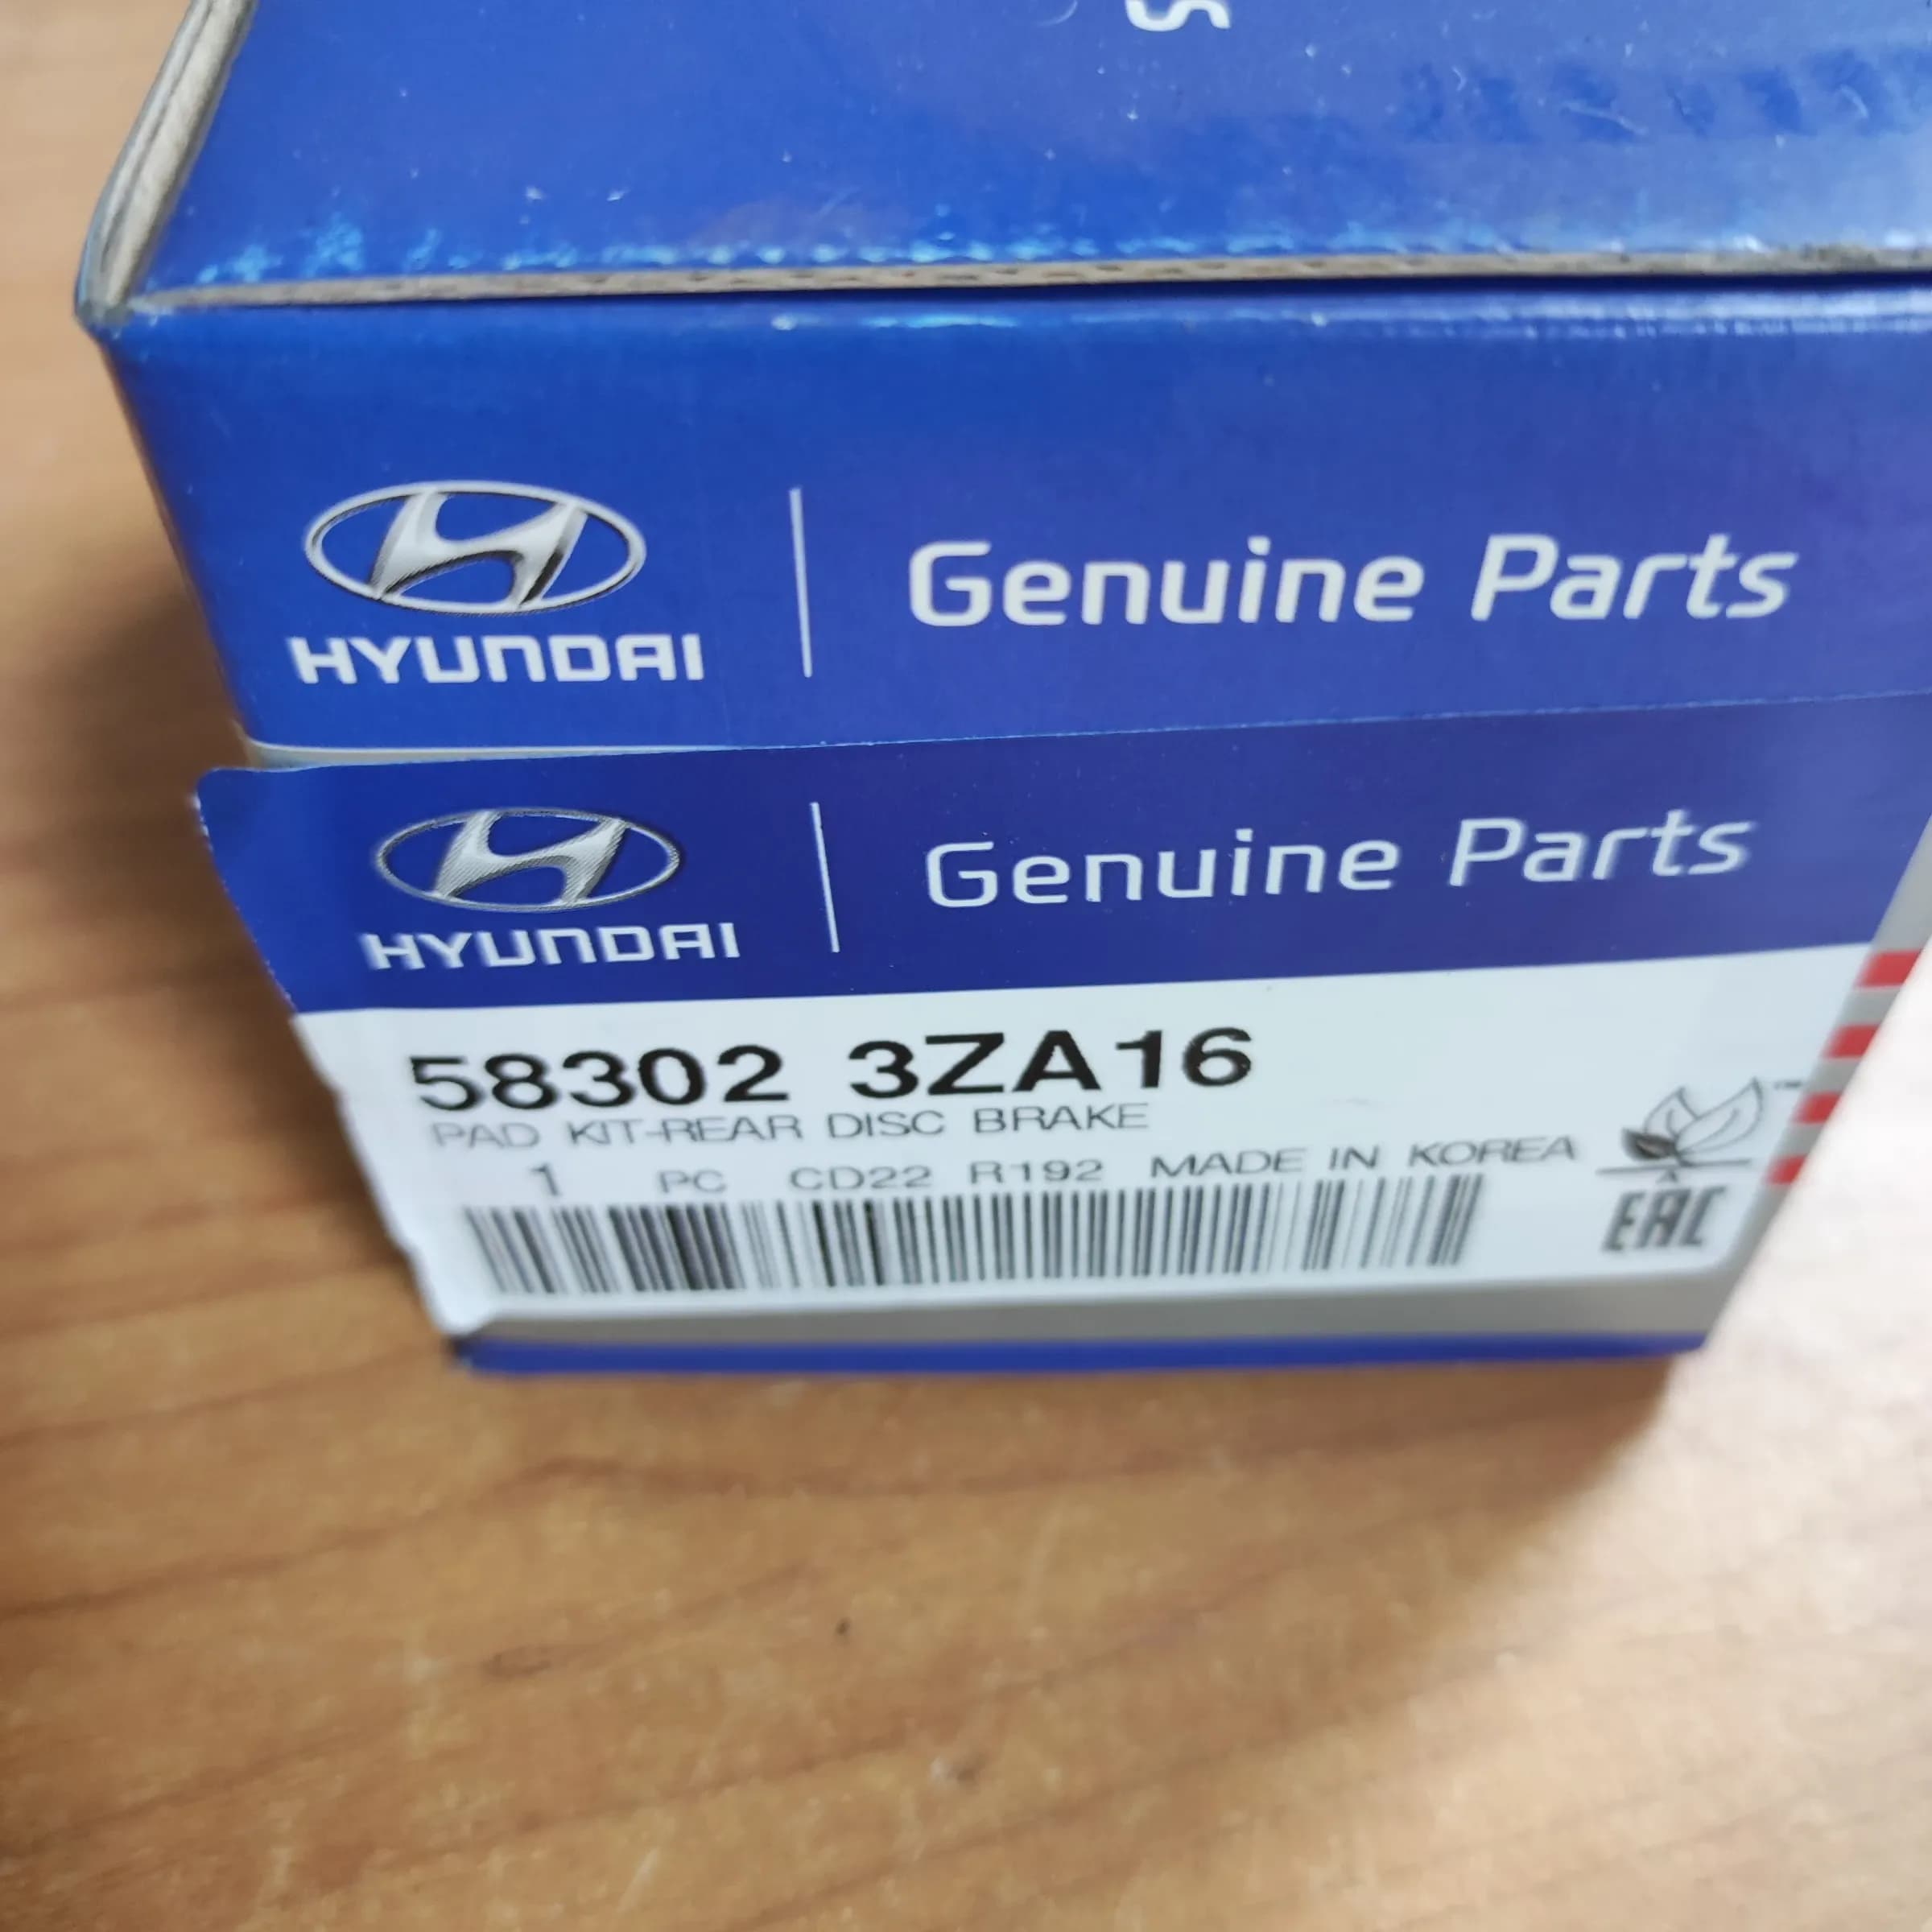 S
HYUNDAI
Genuine Parts
HYUNDAI
Genuine Parts
58302 3ZA16
PAD KIT-REAR DISC BRAKE
1 PC CD22 R192 MADE IN KOREA
™
A
EAC